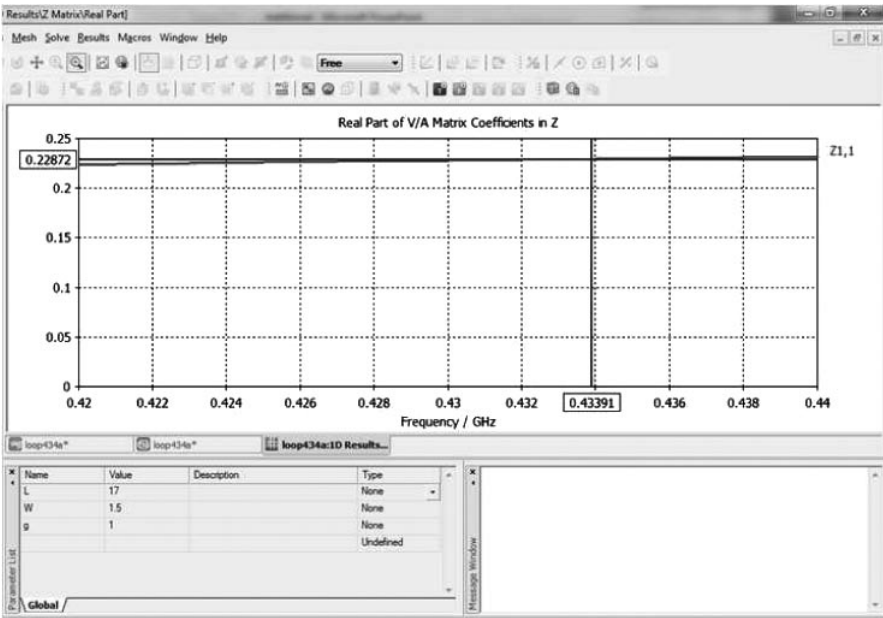 Results\Z Matrix\Real Part]
Mesh Solve Results Macros Window Help
Free
Real Part of V/A Matrix Coefficients in Z
0.25
0.22872
0.2
0.15
0.1
0.05
0
Z1,1
0.42 0.422 0.424 0.426 0.428 0.43 0.432 0.43391 0.436 0.438 0.44
Frequency / GHz
loop434a* loop434a* loop434a:1D Results...
Name Value Description Type
L 17 None
W 1.5 None
g 1 None
Undefined
Parameter List
Global
Message Window